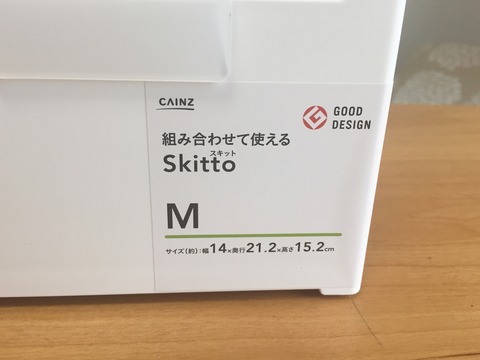 CAINZ
GOOD
DESIGN
組み合わせて使える
スキット
Skitto
M
サイズ(約):幅14×奥行21.2×高さ15.2cm